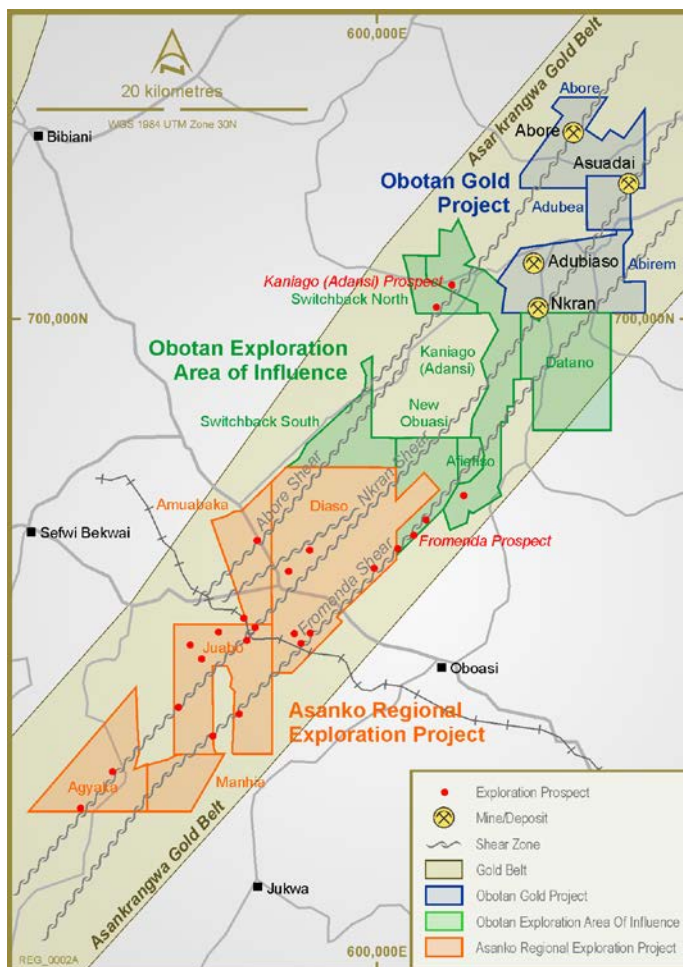 600,000E
20 kilometres
WGS 1984 UTM Zone 30N
Asankrangwa Gold Belt
Abore
Abore
Bibiani
Asuadai
Obotan Gold
Project
Adubea
Adubiaso
Abirem
Kaniago (Adansi) Prospect
Switchback North
Nkran
700,000N
700,000N
Obotan Exploration
Area of Influence
Kaniago
(Adansi)
Datano
New
Obuasi
Switchback South
Afiefiso
Abore Shear
Nkran Shear
Amuabaka
Diaso
Sefwi Bekwai
Fromenda Prospect
Fromenda Shear
Juabo
Oboasi
Asanko Regional
Exploration Project
Agyaka
Manhia
Asankrangwa Gold Belt
Jukwa
Exploration Prospect
Mine/Deposit
Shear Zone
Gold Belt
Obotan Gold Project
Obotan Exploration Area Of Influence
Asanko Regional Exploration Project
REG_0002A
600,000E